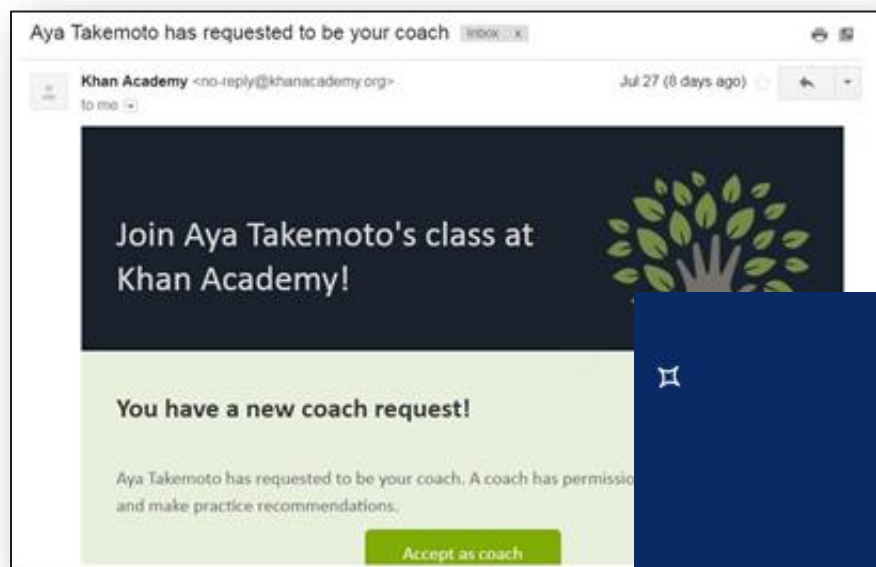 Aya Takemoto has requested to be your coach Inbox x
Khan Academy <no-reply@khanacademy.org> Jul 27 (8 days ago)
to me
Join Aya Takemoto's class at
Khan Academy!
You have a new coach request!
Aya Takemoto has requested to be your coach. A coach has permissio
and make practice recommendations.
Accept as coach